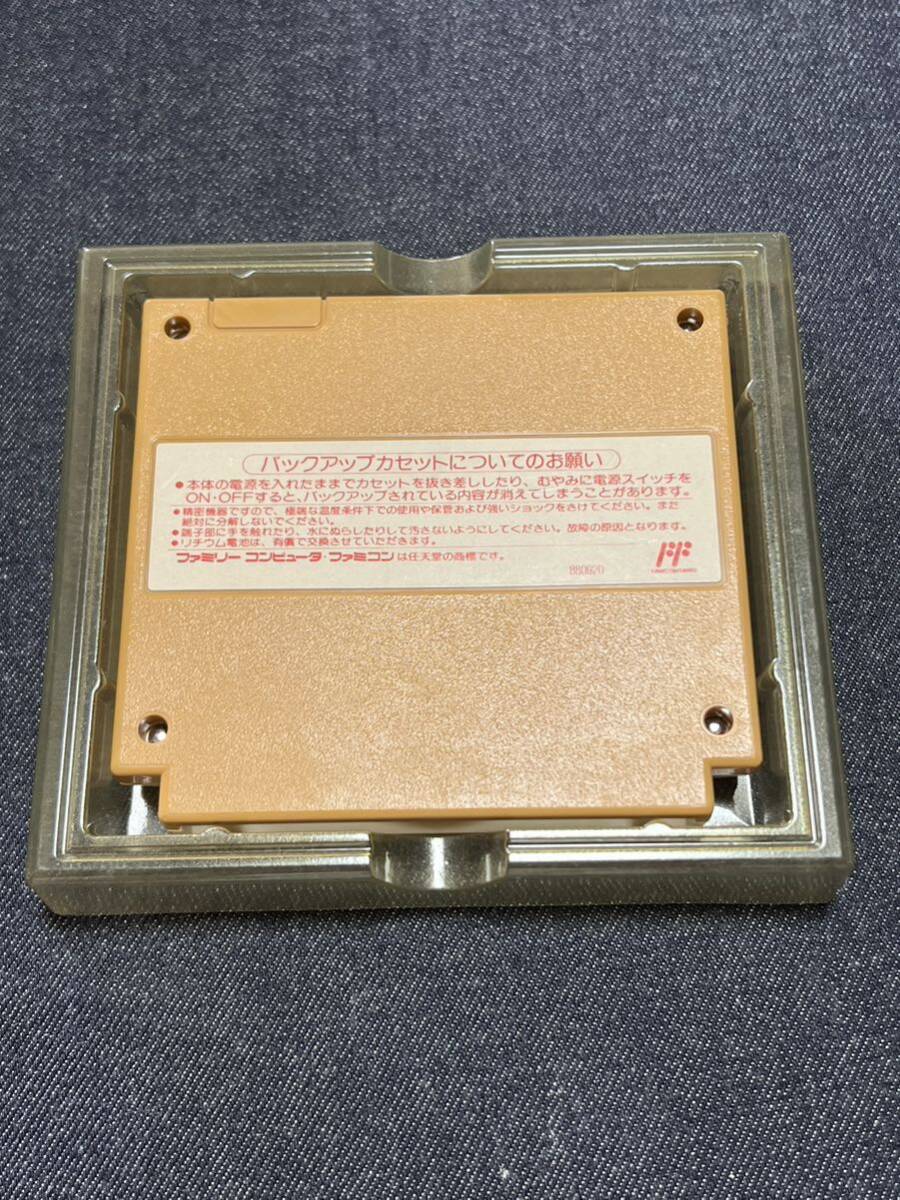 バックアップカセットについてのお願い
●本体の電源を入れたままでカセットを抜き差ししたり、むやみに電源スイッチを
ON・OFFすると、バックアップされている内容が消えてしまうことがあります。
●精密機器ですので、極端な温度条件下での使用や保管および強いショックをさけてください。また
絶対に分解しないでください。
●端子部に手を触れたり、水にぬらしたりして汚さないようにしてください。故障の原因となります。
●リチウム電池は、有償で交換させていただきます。
ファミリーコンピュータ・ファミコンは任天堂の商標です。